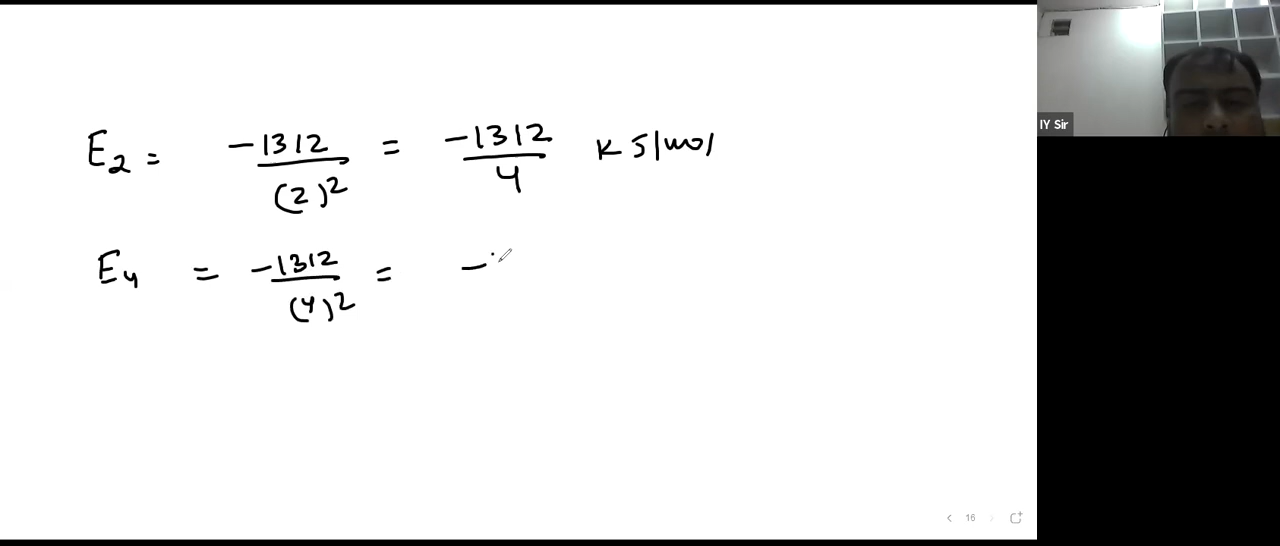 E₂ = -1312/(2)² = -1312/4 KJ/mol
E₄ = -1312/(4)² = -
IY Sir
16